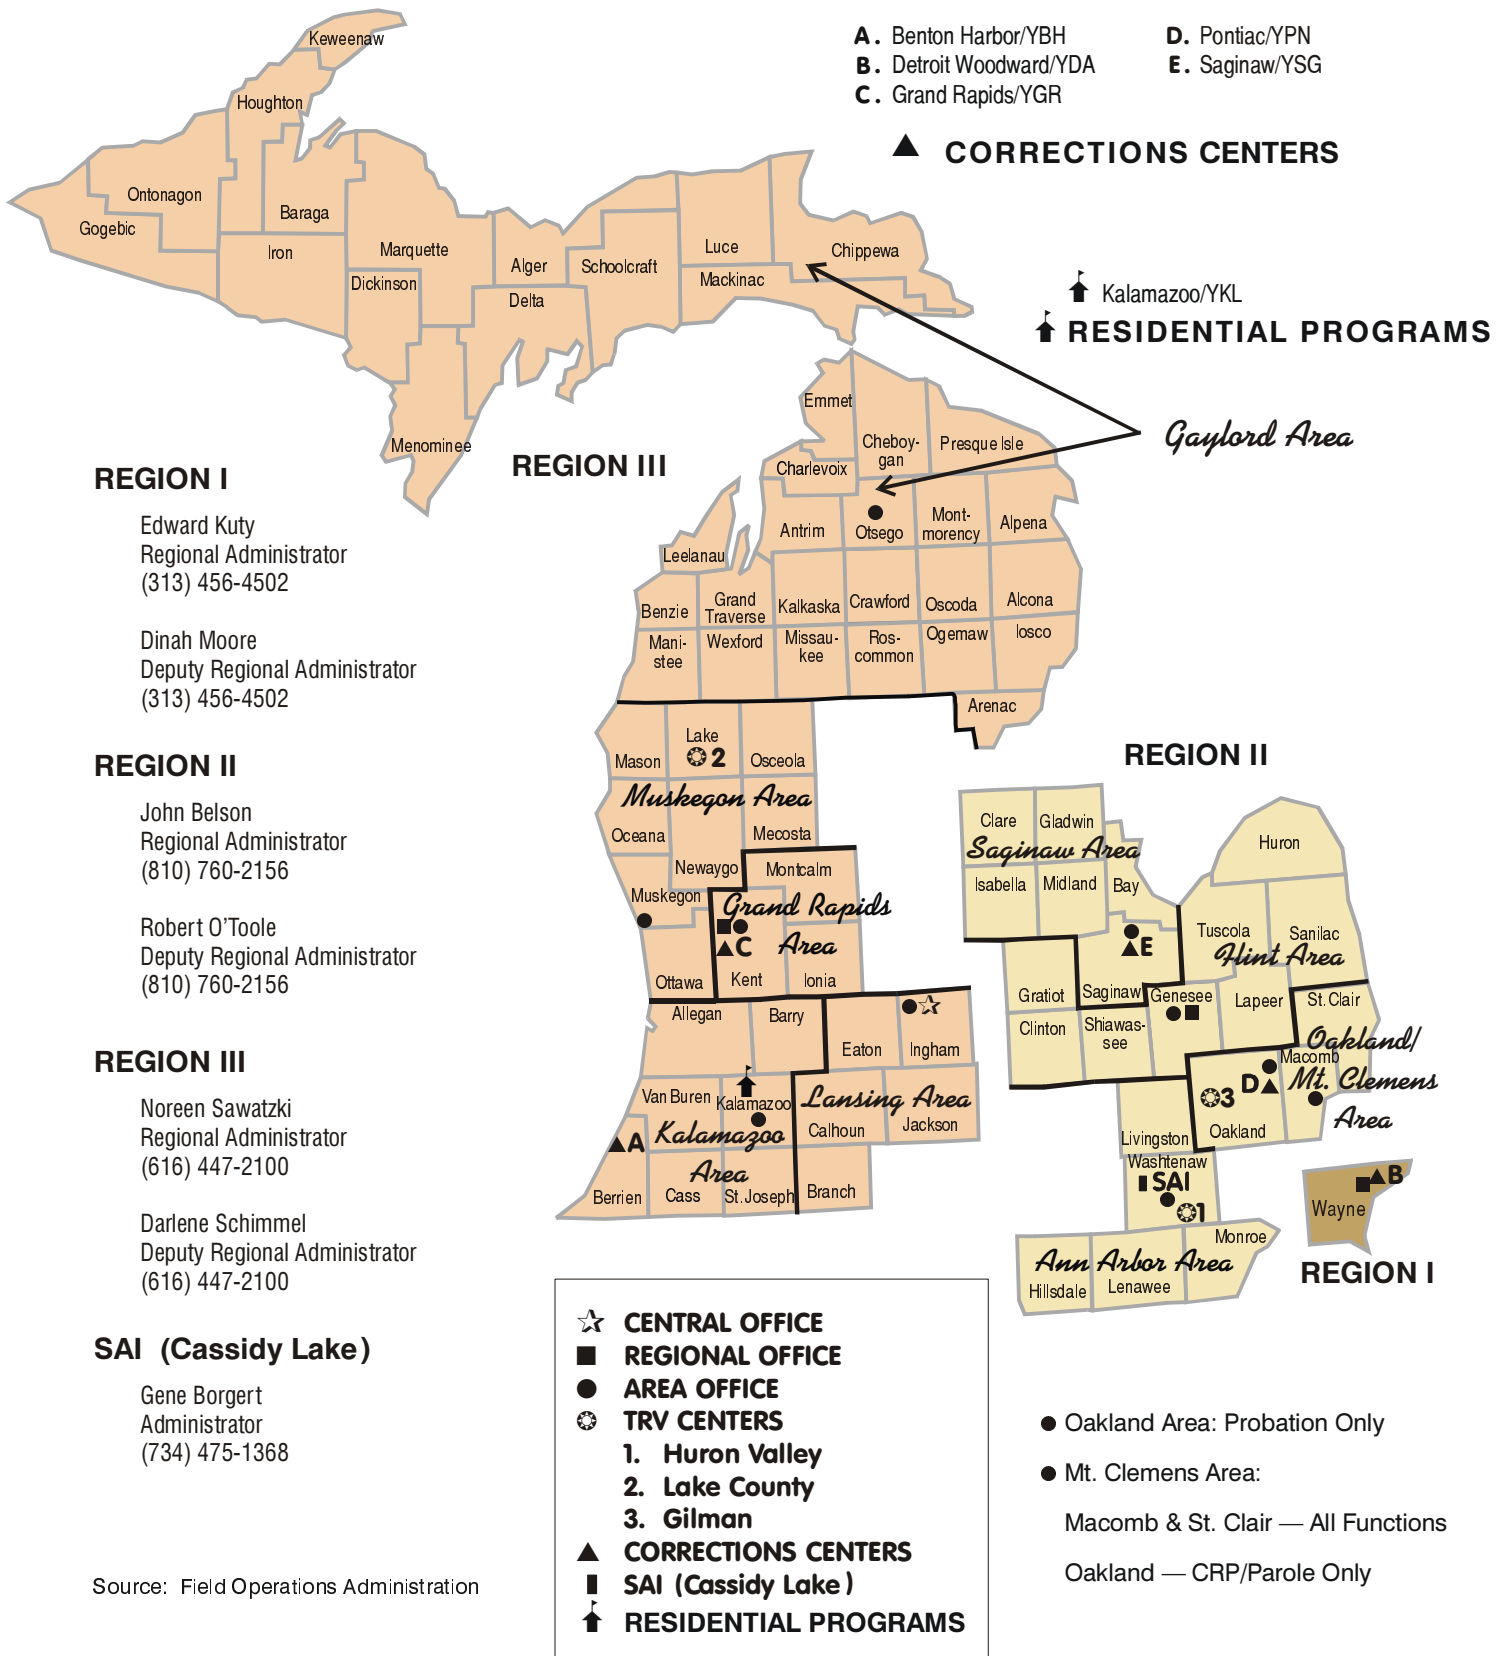 A. Benton Harbor/YBH
B. Detroit Woodward/YDA
C. Grand Rapids/YGR
D. Pontiac/YPN
E. Saginaw/YSG
CORRECTIONS CENTERS
Kalamazoo/YKL
RESIDENTIAL PROGRAMS
Gaylord Area
Keweenaw
Houghton
Ontonagon
Gogebic
Baraga
Iron
Marquette
Dickinson
Menominee
Alger
Delta
Schoolcraft
Luce
Mackinac
Chippewa
REGION III
Emmet
Cheboy-
gan
Presque Isle
Charlevoix
Antrim
Otsego
Mont-
morency
Alpena
Leelanau
Benzie
Grand
Traverse
Kalkaska
Crawford
Oscoda
Alcona
Mani-
stee
Wexford
Missau-
kee
Ros-
common
Ogemaw
Iosco
Arenac
Mason
Lake
2
Osceola
Muskegon Area
Oceana
Newaygo
Mecosta
Muskegon
Montcalm
Grand Rapids
Area
C
Ottawa
Kent
Ionia
Allegan
Barry
Eaton
Ingham
Van Buren
Kalamazoo
Lansing Area
Calhoun
Jackson
A
Kalamazoo
Area
Berrien
Cass
St. Joseph
Branch
REGION II
Clare
Gladwin
Saginaw Area
Isabella
Midland
Bay
Huron
Tuscola
Sanilac
Flint Area
E
Gratiot
Saginaw
Genesee
Lapeer
St. Clair
Clinton
Shiawas-
see
Oakland/
Mt. Clemens
Area
Macomb
D
3
Livingston
Oakland
Washtenaw
SAI
1
Ann Arbor Area
Hillsdale
Lenawee
Monroe
B
Wayne
REGION I
REGION I
Edward Kuty
Regional Administrator
(313) 456-4502
Dinah Moore
Deputy Regional Administrator
(313) 456-4502
REGION II
John Belson
Regional Administrator
(810) 760-2156
Robert O'Toole
Deputy Regional Administrator
(810) 760-2156
REGION III
Noreen Sawatzki
Regional Administrator
(616) 447-2100
Darlene Schimmel
Deputy Regional Administrator
(616) 447-2100
SAI (Cassidy Lake)
Gene Borgert
Administrator
(734) 475-1368
Source: Field Operations Administration
CENTRAL OFFICE
REGIONAL OFFICE
AREA OFFICE
TRV CENTERS
1. Huron Valley
2. Lake County
3. Gilman
CORRECTIONS CENTERS
SAI (Cassidy Lake)
RESIDENTIAL PROGRAMS
Oakland Area: Probation Only
Mt. Clemens Area:
Macomb & St. Clair — All Functions
Oakland — CRP/Parole Only